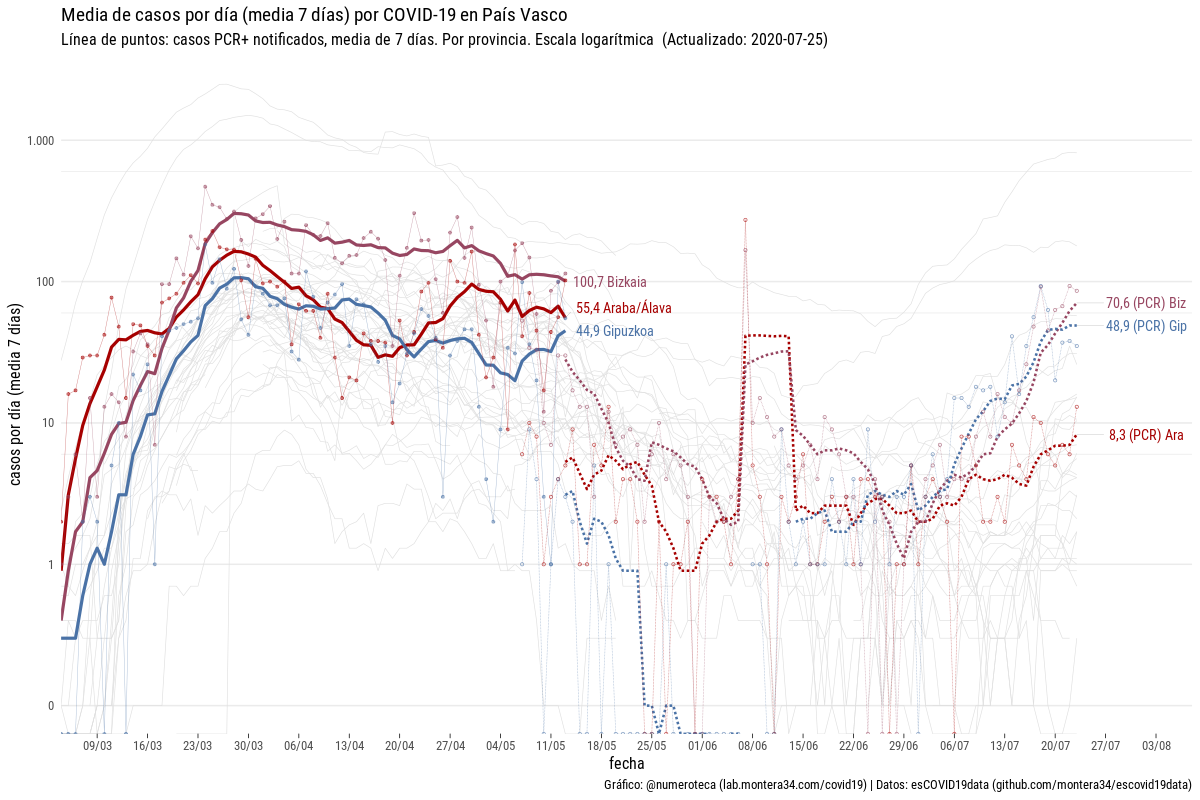 Media de casos por día (media 7 días) por COVID-19 en País Vasco
Línea de puntos: casos PCR+ notificados, media de 7 días. Por provincia. Escala logarítmica (Actualizado: 2020-07-25)
casos por día (media 7 días)
1.000
100
10
1
0
100,7 Bizkaia
55,4 Araba/Álava
44,9 Gipuzkoa
70,6 (PCR) Biz
48,9 (PCR) Gip
8,3 (PCR) Ara
09/03 16/03 23/03 30/03 06/04 13/04 20/04 27/04 04/05 11/05 18/05 25/05 01/06 08/06 15/06 22/06 29/06 06/07 13/07 20/07 27/07 03/08
fecha
Gráfico: @numeroteca (lab.montera34.com/covid19) | Datos: esCOVID19data (github.com/montera34/escovid19data)